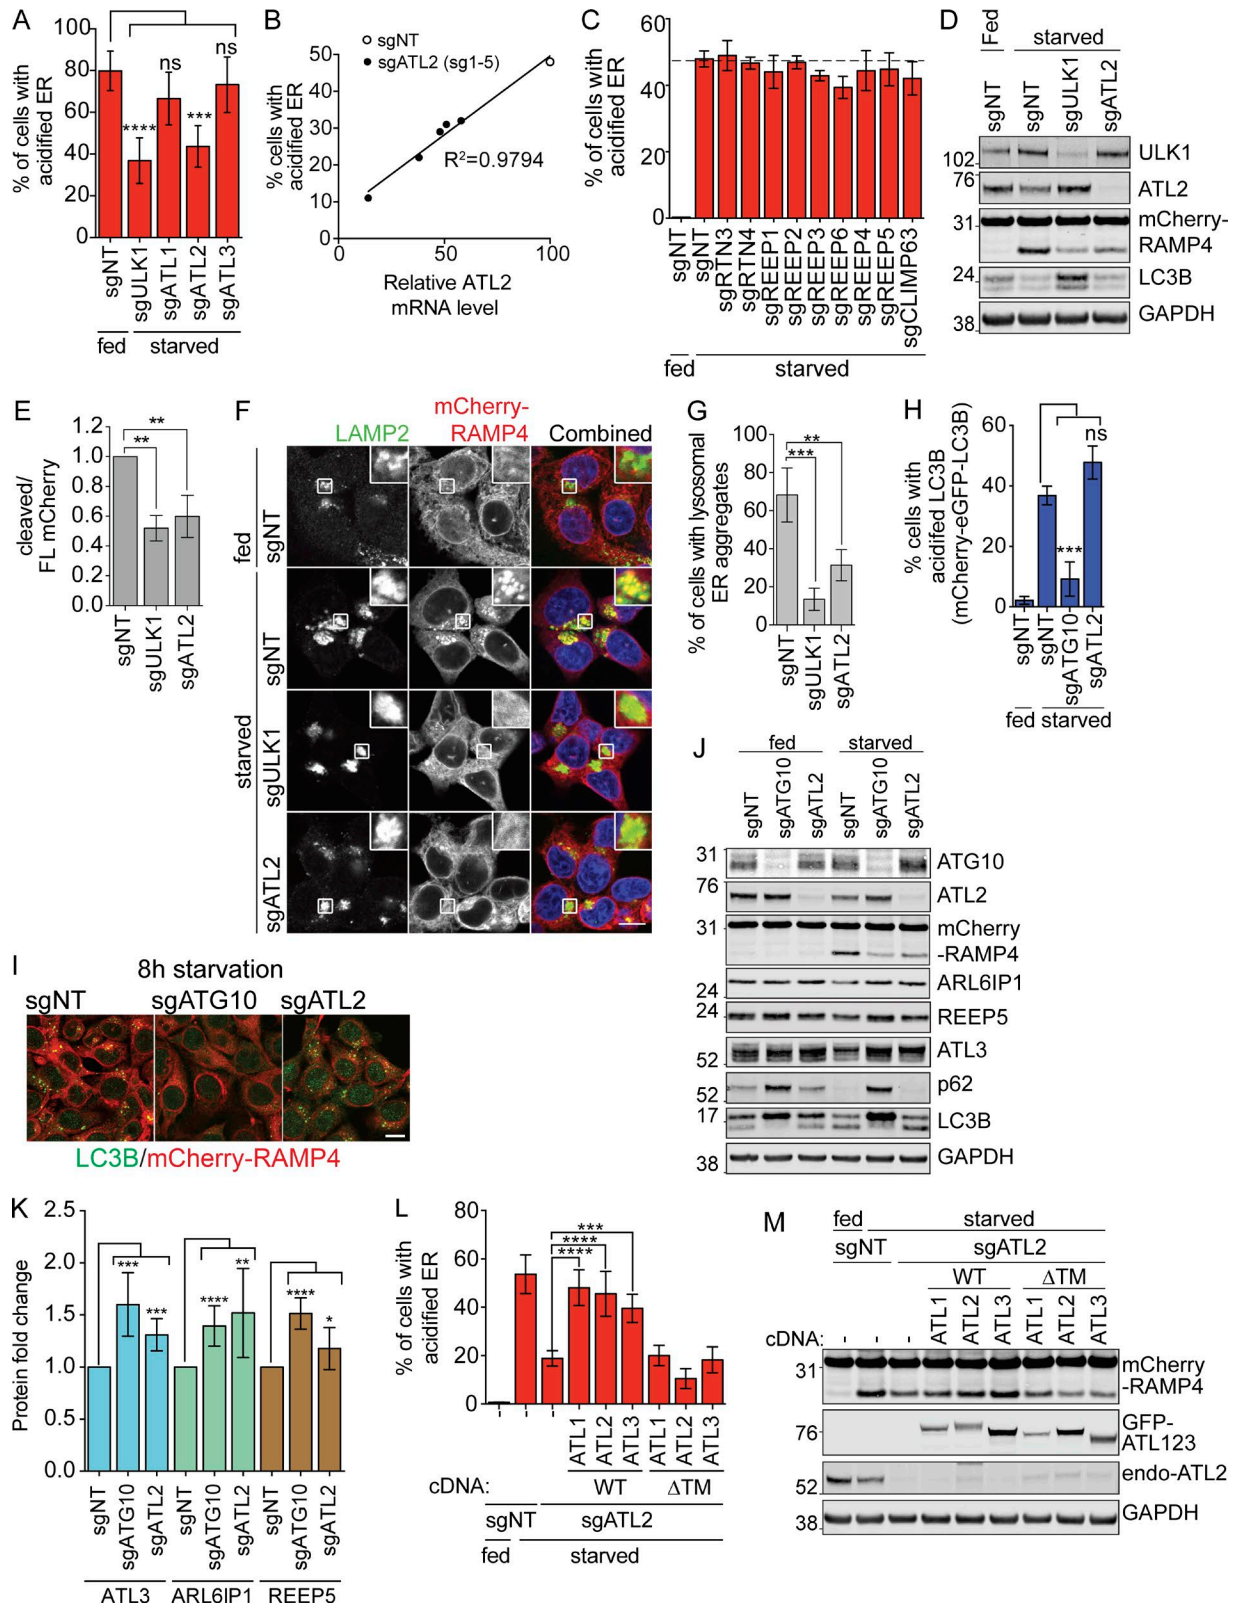 A
% of cells with
acidified ER
100
80
60
40
20
0
****
ns
***
ns
sgNT
sgULK1
sgATL1
sgATL2
sgATL3
fed
starved
B
% of cells with
acidified ER
50
40
30
20
10
0
sgNT
sgATL2 (sg1-5)
R²=0.9794
0
50
100
Relative ATL2
mRNA level
C
% of cells with
acidified ER
60
40
20
0
sgNT
sgNT
sgRTN3
sgRTN4
sgREEP1
sgREEP2
sgREEP3
sgREEP6
sgREEP4
sgREEP5
sgCLIMP63
fed
starved
D
Fed
starved
sgNT
sgNT
sgULK1
sgATL2
102
ULK1
76
ATL2
31
mCherry-
RAMP4
24
LC3B
38
GAPDH
E
cleaved/
FL mCherry
1.2
1.0
0.8
0.6
0.4
0.2
0.0
**
**
sgNT
sgULK1
sgATL2
F
LAMP2
mCherry-
RAMP4
Combined
fed
sgNT
starved
sgNT
sgULK1
sgATL2
G
% of cells with lysosomal
ER aggregates
100
80
60
40
20
0
**
***
sgNT
sgULK1
sgATL2
H
% cells with
acidifed LC3B
(mCherry-eGFP-LC3B)
60
40
20
0
***
ns
sgNT
sgNT
sgATG10
sgATL2
fed
starved
I
8h starvation
sgNT
sgATG10
sgATL2
LC3B/mCherry-RAMP4
J
fed
starved
sgNT
sgATG10
sgATL2
sgNT
sgATG10
sgATL2
31
ATG10
76
ATL2
31
mCherry
-RAMP4
24
ARL6IP1
24
REEP5
52
ATL3
52
p62
17
LC3B
38
GAPDH
K
Protein fold change
2.5
2.0
1.5
1.0
0.5
0.0
***
***
****
**
****
*
sgNT
sgATG10
sgATL2
sgNT
sgATG10
sgATL2
sgNT
sgATG10
sgATL2
ATL3
ARL6IP1
REEP5
L
% of cells with
acidified ER
80
60
40
20
0
***
****
****
cDNA:
-
-
-
ATL1
ATL2
ATL3
ATL1
ATL2
ATL3
WT
ΔTM
sgNT
sgATL2
fed
starved
M
fed
starved
sgNT
sgATL2
WT
ΔTM
cDNA:
-
-
-
ATL1
ATL2
ATL3
ATL1
ATL2
ATL3
31
mCherry
-RAMP4
76
GFP-
ATL123
52
endo-ATL2
38
GAPDH